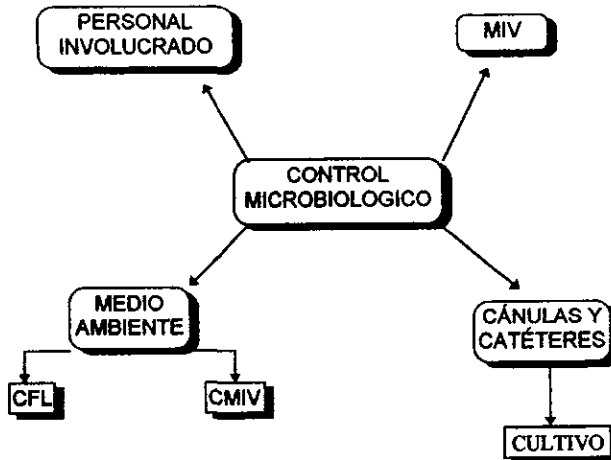 PERSONAL
INVOLUCRADO
MIV
CONTROL
MICROBIOLOGICO
MEDIO
AMBIENTE
CÁNULAS Y
CATÉTERES
CFL
CMIV
CULTIVO